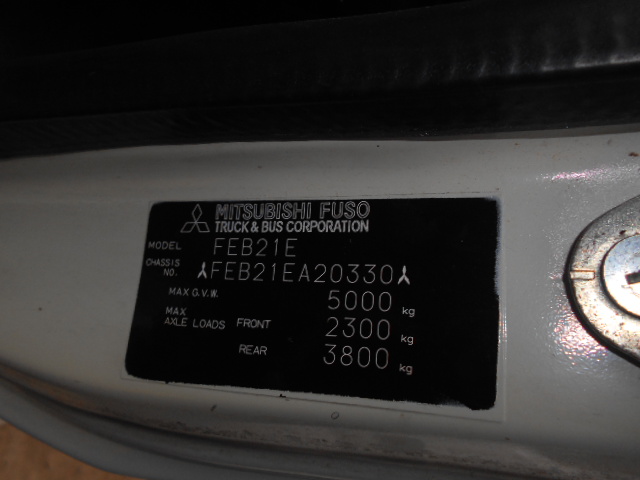 MITSUBISHI FUSO
TRUCK & BUS CORPORATION
MODEL FEB21E
CHASSIS NO. FEB21EA20330
MAX G.V.W. 5000 kg
MAX AXLE LOADS FRONT 2300 kg
REAR 3800 kg